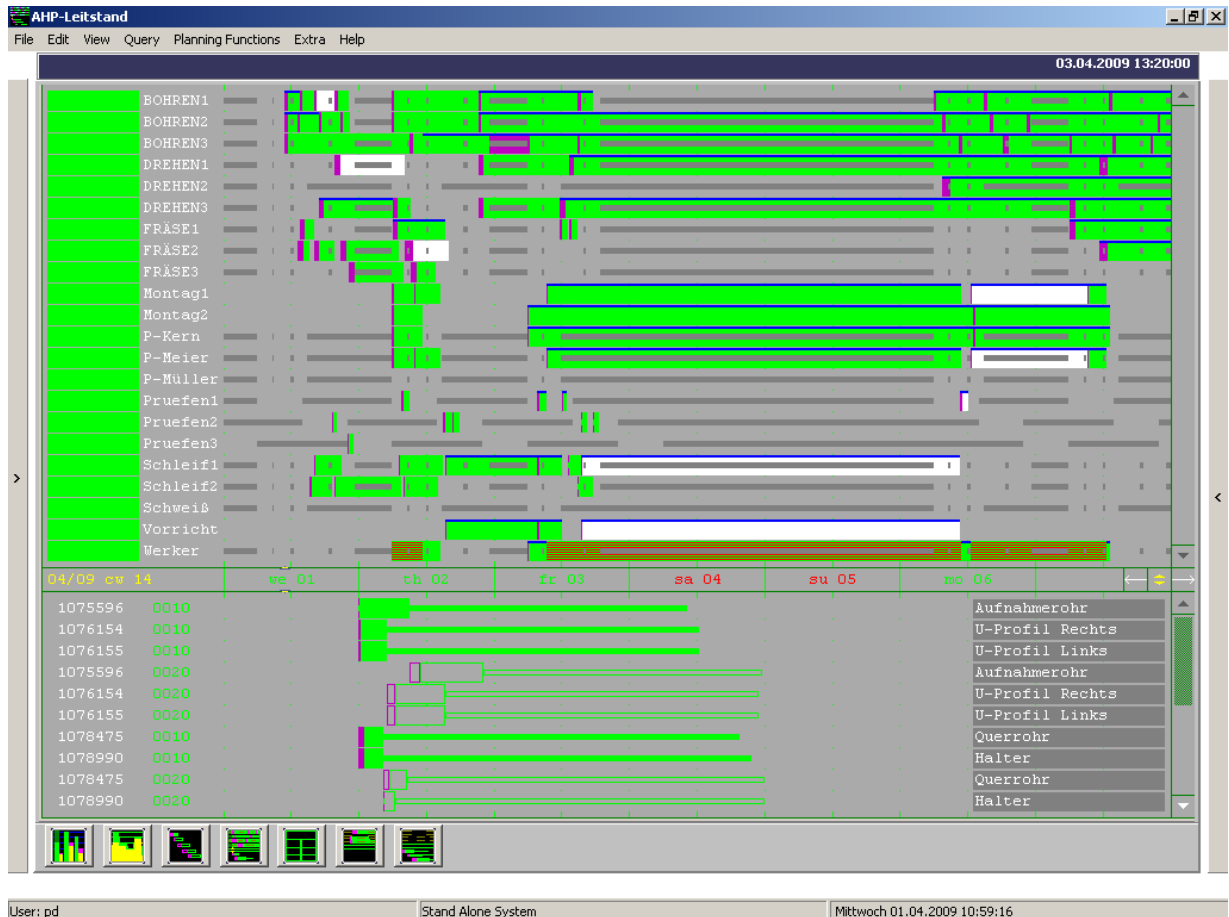 AHP-Leitstand
File Edit View Query Planning Functions Extra Help
03.04.2009 13:20:00
BOHREN1
BOHREN2
BOHREN3
DREHEN1
DREHEN2
DREHEN3
FRÄSE1
FRÄSE2
FRÄSE3
Montag1
Montag2
P-Kern
P-Meier
P-Müller
Pruefen1
Pruefen2
Pruefen3
Schleif1
Schleif2
Schweiß
Vorricht
Werker
04/09 cw 14 we 01 th 02 fr 03 sa 04 su 05 mo 06
1075596 0010 Aufnahmerohr
1076154 0010 U-Profil Rechts
1076155 0010 U-Profil Links
1075596 0020 Aufnahmerohr
1076154 0020 U-Profil Rechts
1076155 0020 U-Profil Links
1078475 0010 Querrohr
1078990 0010 Halter
1078475 0020 Querrohr
1078990 0020 Halter
User: pd Stand Alone System Mittwoch 01.04.2009 10:59:16